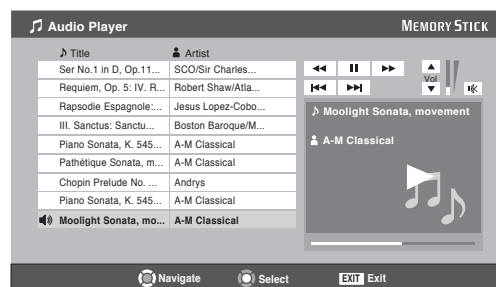 Audio Player
MEMORY STICK
Title Artist
Ser No.1 in D, Op.11... SCO/Sir Charles...
Requiem, Op. 5: IV. R... Robert Shaw/Atla...
Rapsodie Espagnole:... Jesus Lopez-Cobo...
III. Sanctus: Sanctu... Boston Baroque/M...
Piano Sonata, K. 545... A-M Classical
Pathétique Sonata, m... A-M Classical
Chopin Prelude No. ... Andrys
Piano Sonata, K. 545... A-M Classical
Moolight Sonata, mo... A-M Classical
Vol
Moolight Sonata, movement
A-M Classical
Navigate Select EXIT Exit